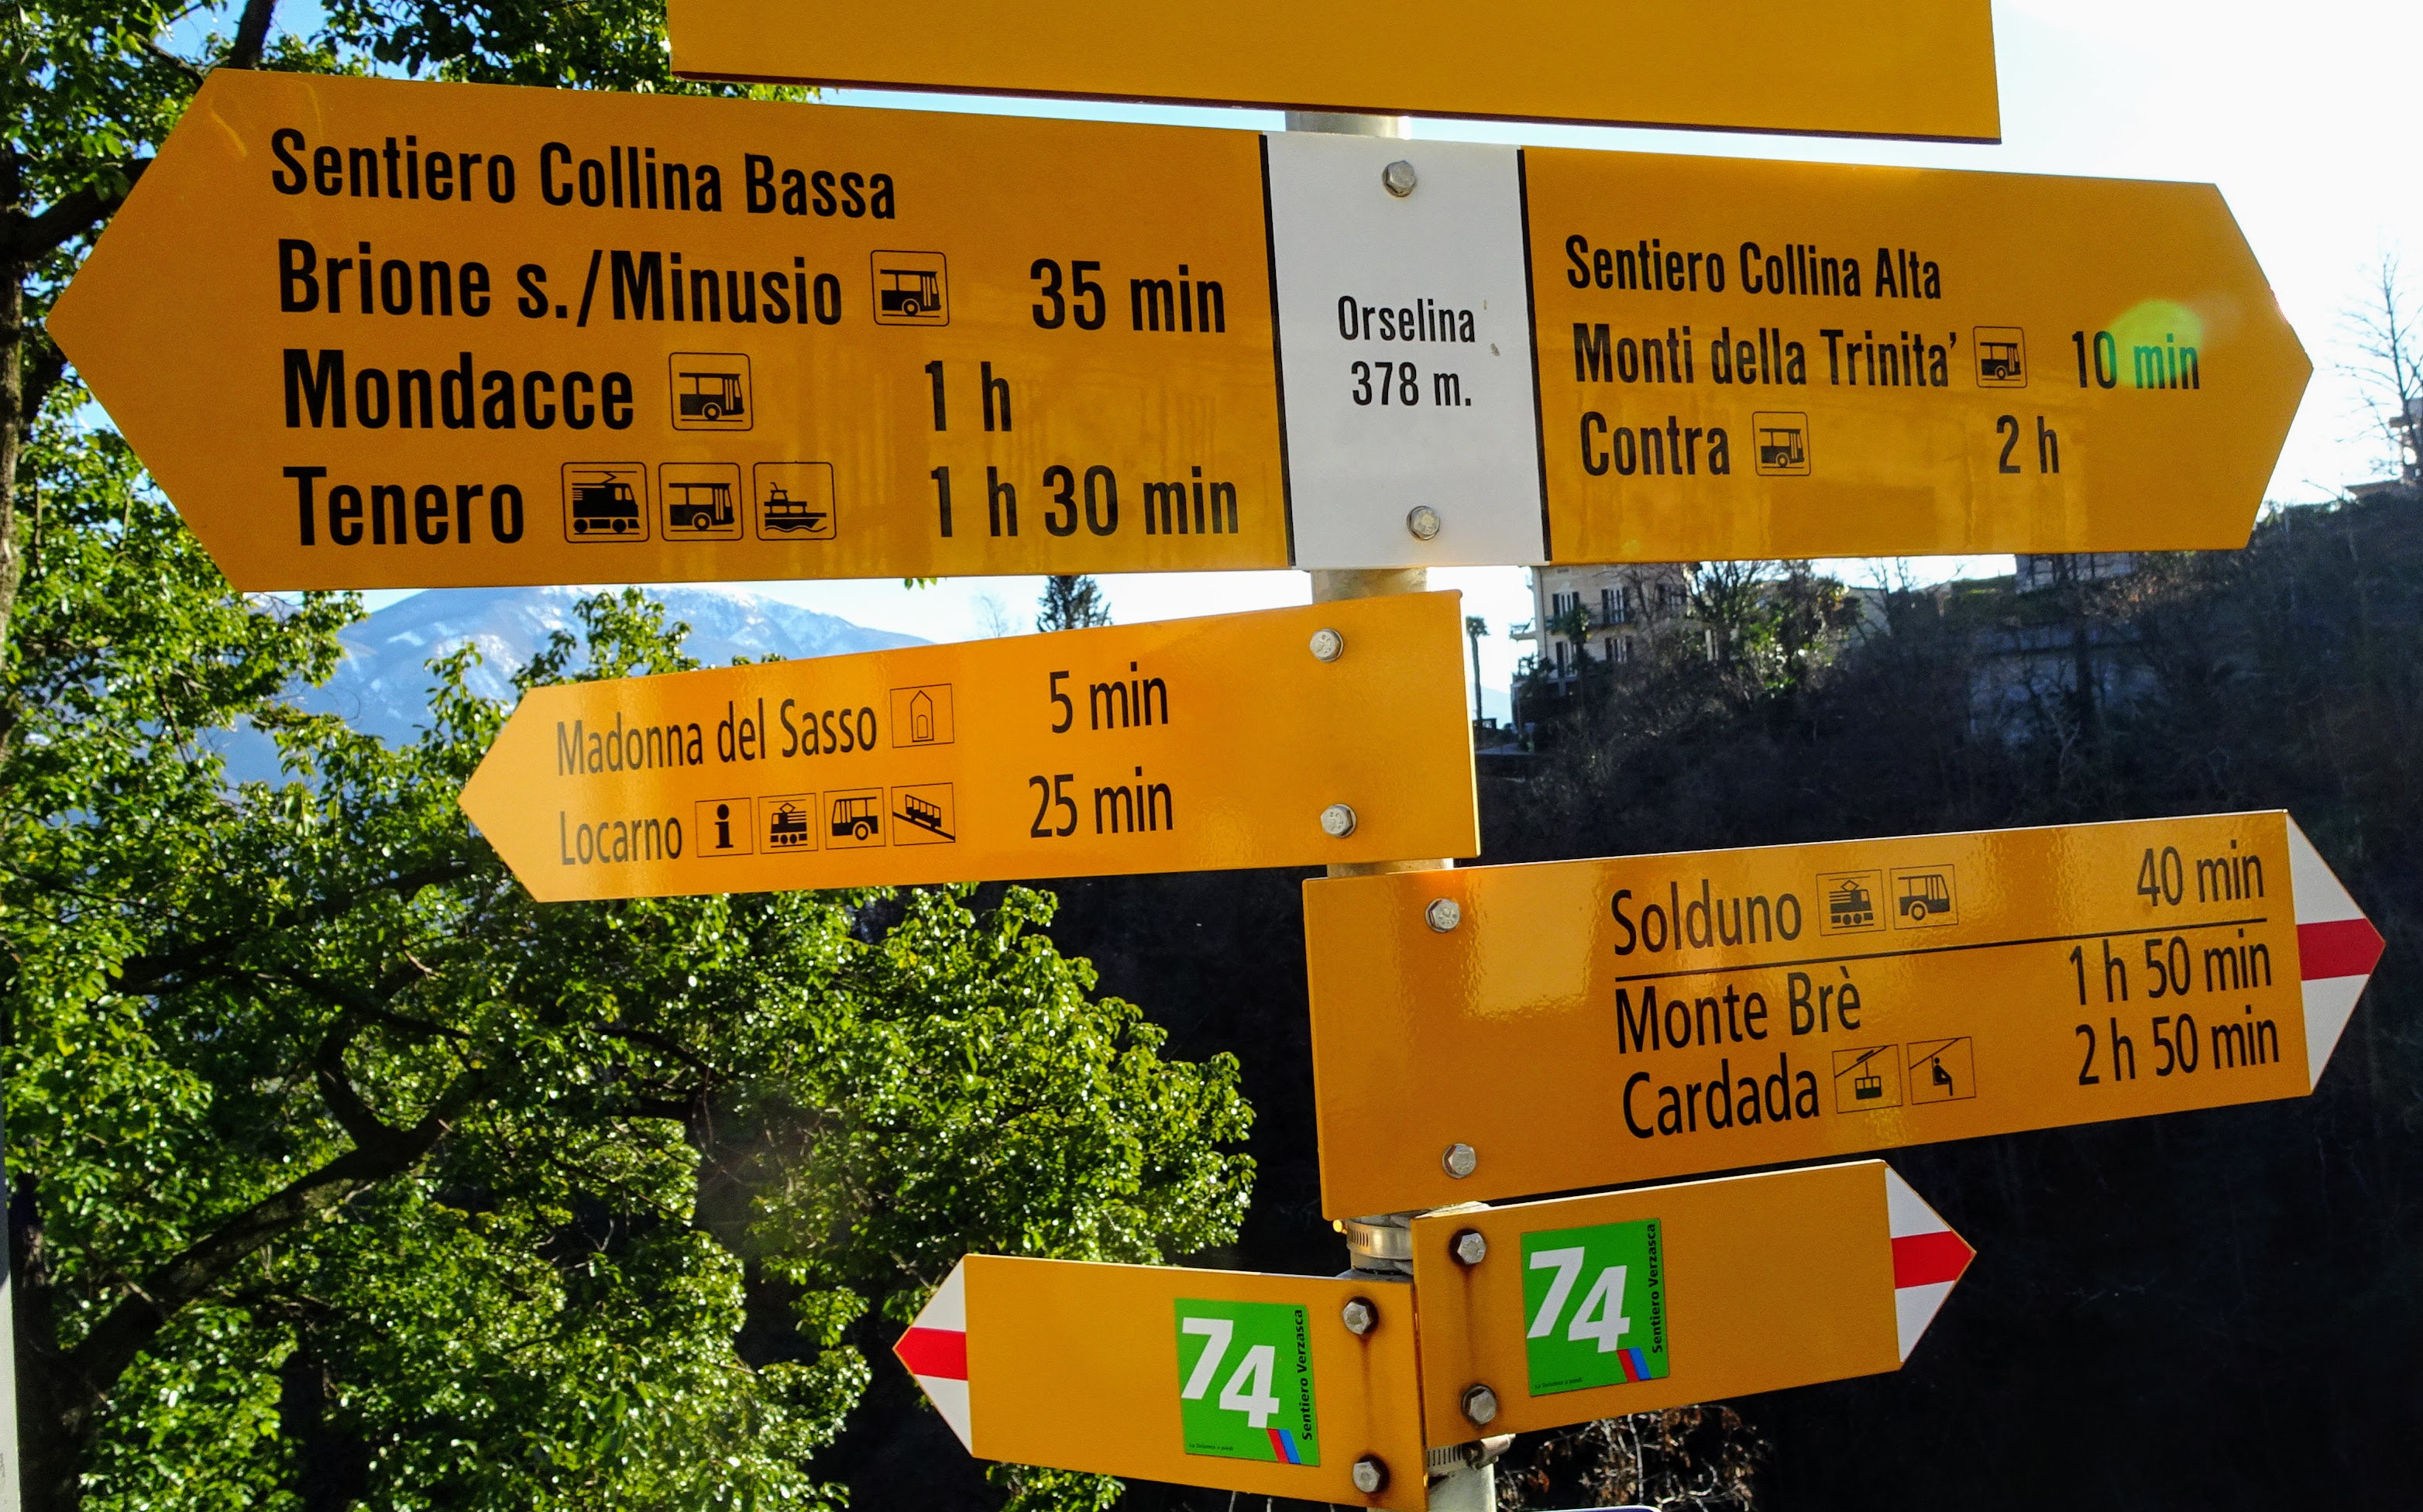 Sentiero Collina Bassa
Brione s./Minusio 35 min
Mondacce 1 h
Tenero 1 h 30 min
Orselina
378 m.
Sentiero Collina Alta
Monti della Trinita' 10 min
Contra 2 h
Madonna del Sasso 5 min
Locarno i 25 min
Solduno 40 min
Monte Brè 1 h 50 min
Cardada 2 h 50 min
74
Sentiero Verzasca
74
Sentiero Verzasca